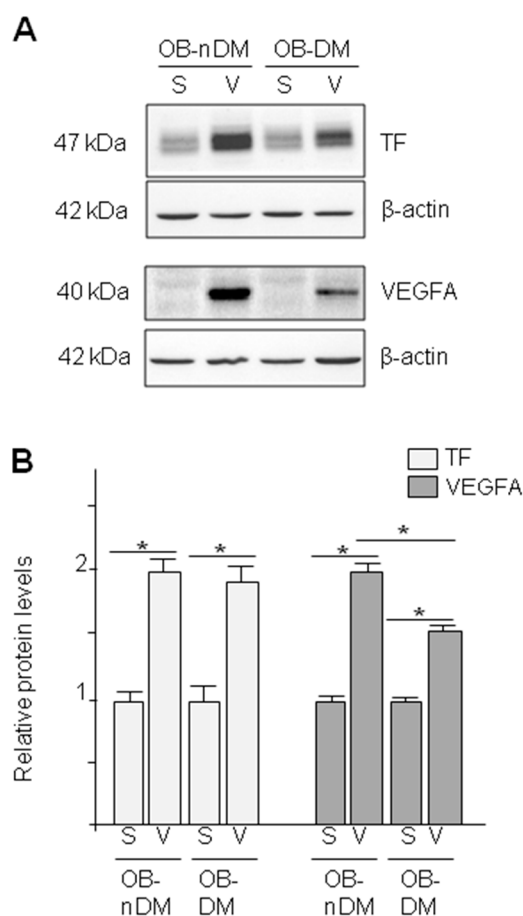 A
OB-nDM OB-DM
S V S V
47 kDa TF
42 kDa β-actin
40 kDa VEGFA
42 kDa β-actin
B
TF
VEGFA
Relative protein levels
* * * * *
2
1
S V S V S V S V
OB-nDM OB-DM OB-nDM OB-DM